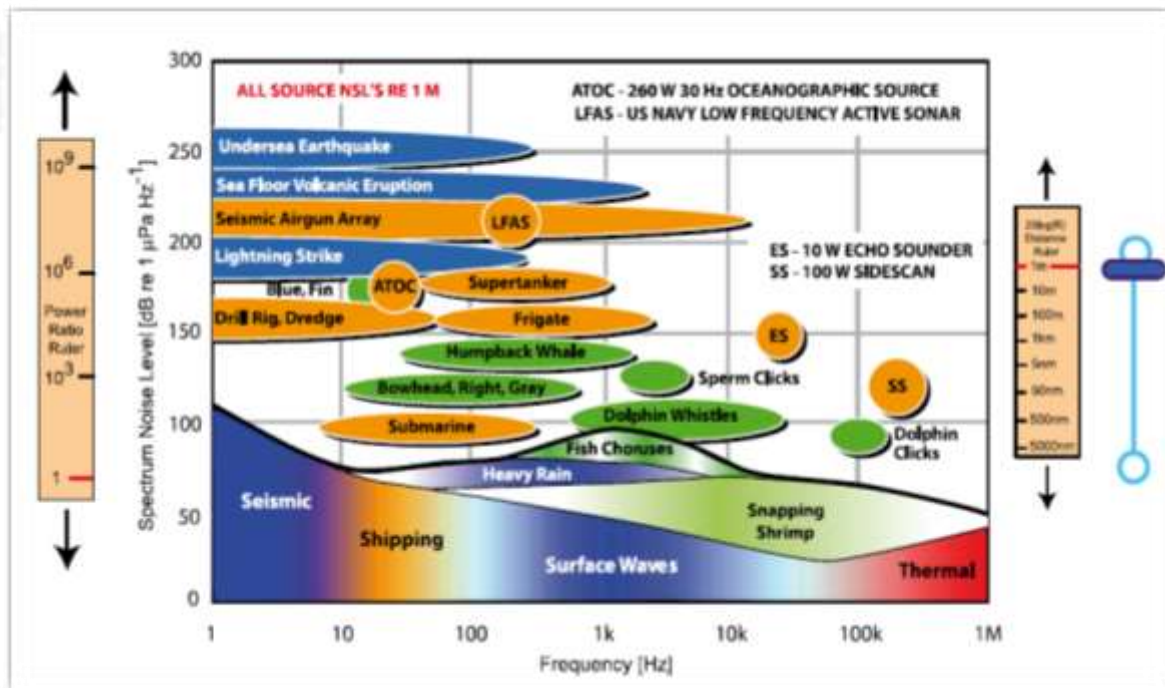 ALL SOURCE NSL'S RE 1 M
ATOC - 260 W 30 Hz OCEANOGRAPHIC SOURCE
LFAS - US NAVY LOW FREQUENCY ACTIVE SONAR
Undersea Earthquake
Sea Floor Volcanic Eruption
Seismic Airgun Array
LFAS
Lightning Strike
ES - 10 W ECHO SOUNDER
SS - 100 W SIDESCAN
Blue, Fin
ATOC
Supertanker
Drill Rig, Dredge
Frigate
ES
Humpback Whale
Sperm Clicks
SS
Bowhead, Right, Gray
Dolphin Whistles
Submarine
Dolphin
Clicks
Fish Choruses
Heavy Rain
Seismic
Shipping
Snapping
Shrimp
Surface Waves
Thermal
300
250
200
150
100
50
0
Spectrum Noise Level [dB re 1 µPa Hz⁻¹]
1
10
100
1k
10k
100k
1M
Frequency [Hz]
10⁹
10⁶
Power
Ratio
Ruler
10³
1
Distance
Ruler
1m
10m
100m
1km
5nm
500nm
5000nm